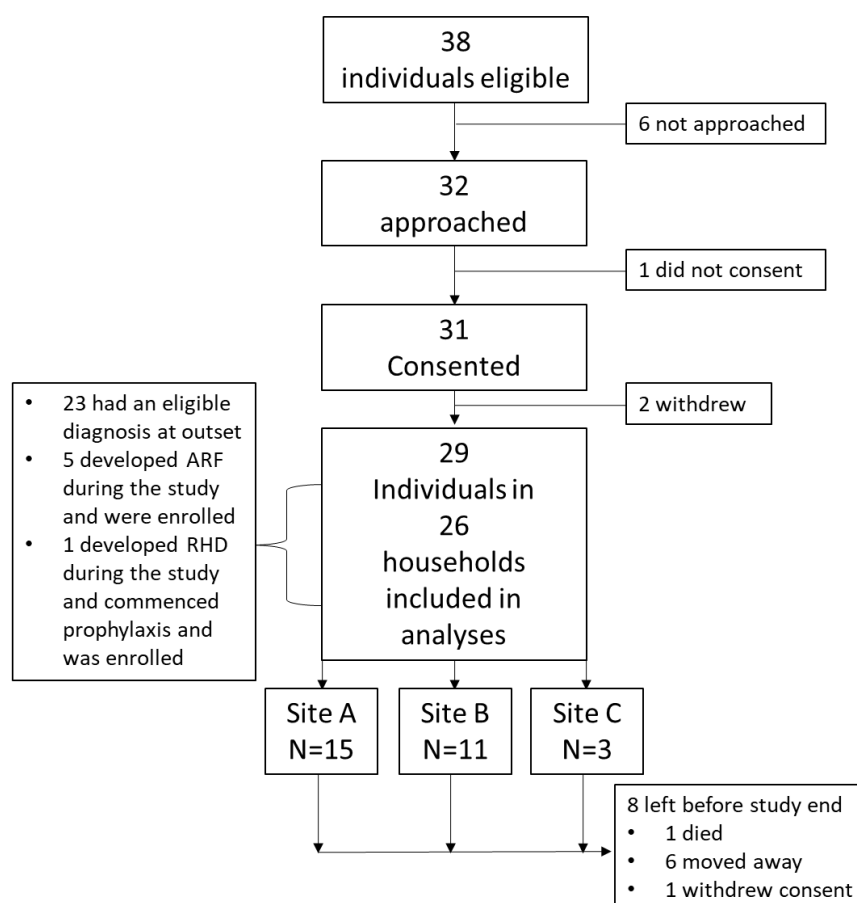 38
individuals eligible
6 not approached
32
approached
1 did not consent
31
Consented
2 withdrew
• 23 had an eligible
diagnosis at outset
• 5 developed ARF
during the study
and were enrolled
• 1 developed RHD
during the study
and commenced
prophylaxis and
was enrolled
29
Individuals in
26
households
included in
analyses
Site A
N=15
Site B
N=11
Site C
N=3
8 left before study end
• 1 died
• 6 moved away
• 1 withdrew consent